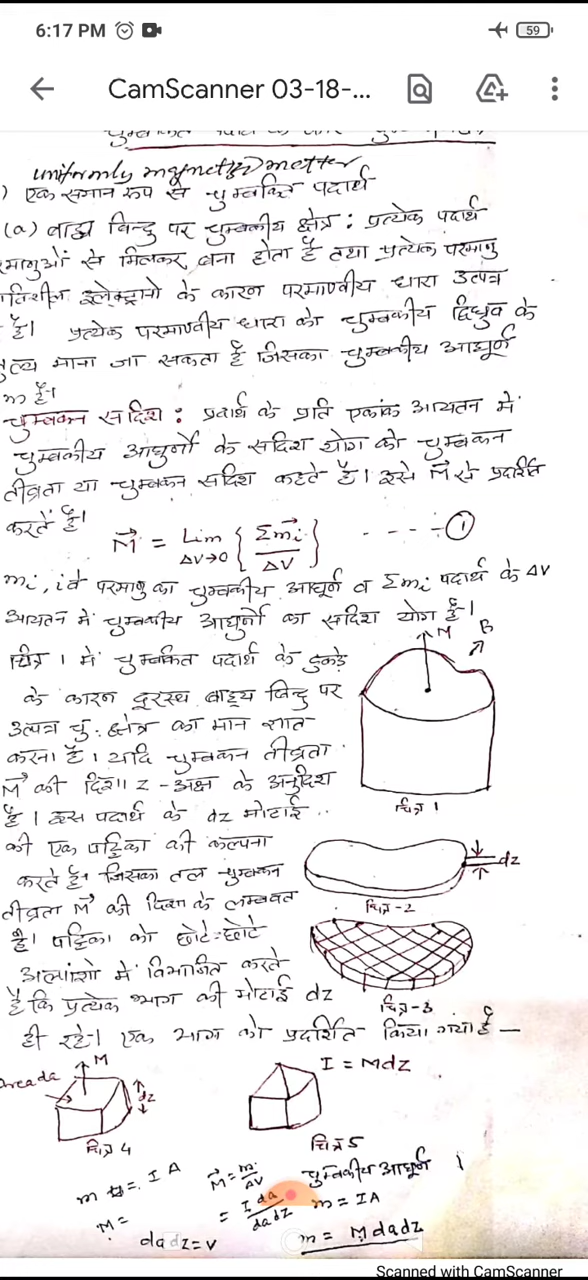 6:17 PM
59
CamScanner 03-18-...
uniformly magnetized matter
) एक समान रूप से चुम्बकित पदार्थ
(a) बाह्य बिन्दु पर चुम्बकीय क्षेत्र : प्रत्येक पदार्थ
रमाणुओं से मिलकर बना होता है तथा प्रत्येक परमाणु
गतिशील इलेक्ट्रानो के कारण परमाण्वीय धारा उत्पन्न
है। प्रत्येक परमाण्वीय धारा को चुम्बकीय द्विध्रुव के
तुल्य माना जा सकता है जिसका चुम्बकीय आघूर्ण
m है।
चुम्बकन सदिश : पदार्थ के प्रति एकांक आयतन में
चुम्बकीय आघुर्णो के सदिश योग को चुम्बकन
तीव्रता या चुम्बकन सदिश कहते है। इसे M⃗ से प्रदर्शित
करते है।
M⃗ = Lim ΔV→0 { Σm⃗i / ΔV } - - - - ①
mi, i वे परमाणु का चुम्बकीय आघूर्ण व Σmi पदार्थ के ΔV
आयतन में चुम्बकीय आघुर्णो का सदिश योग है।
चित्र 1 में चुम्बकित पदार्थ के टुकड़े
के कारण दूरस्थ बाह्य बिन्दु पर
उत्पन्न चु. क्षेत्र का मान ज्ञात
करना है। यदि चुम्बकन तीव्रता
M⃗ की दिशा z - अक्ष के अनुदिश
है। इस पदार्थ के dz मोटाई ..
की एक पट्टिका की कल्पना
करते है जिसका तल चुम्बकन
तीव्रता M⃗ की दिशा के लम्बवत
है। पट्टिका को छोटे-छोटे
अल्पांशो में विभाजित करते
है कि प्रत्येक भाग की मोटाई dz
ही रहे। एक भाग को प्रदर्शित किया गया है —
M
B
चित्र 1
dz
चित्र-2
चित्र-3
area da
M
dz
चित्र 4
I = Mdz
चित्र 5
m = I A
M⃗ = mi / ΔV
चुम्बकीय आघूर्ण
M =
= I da / da dz
m = IA
da dz = v
m = M da dz
Scanned with CamScanner